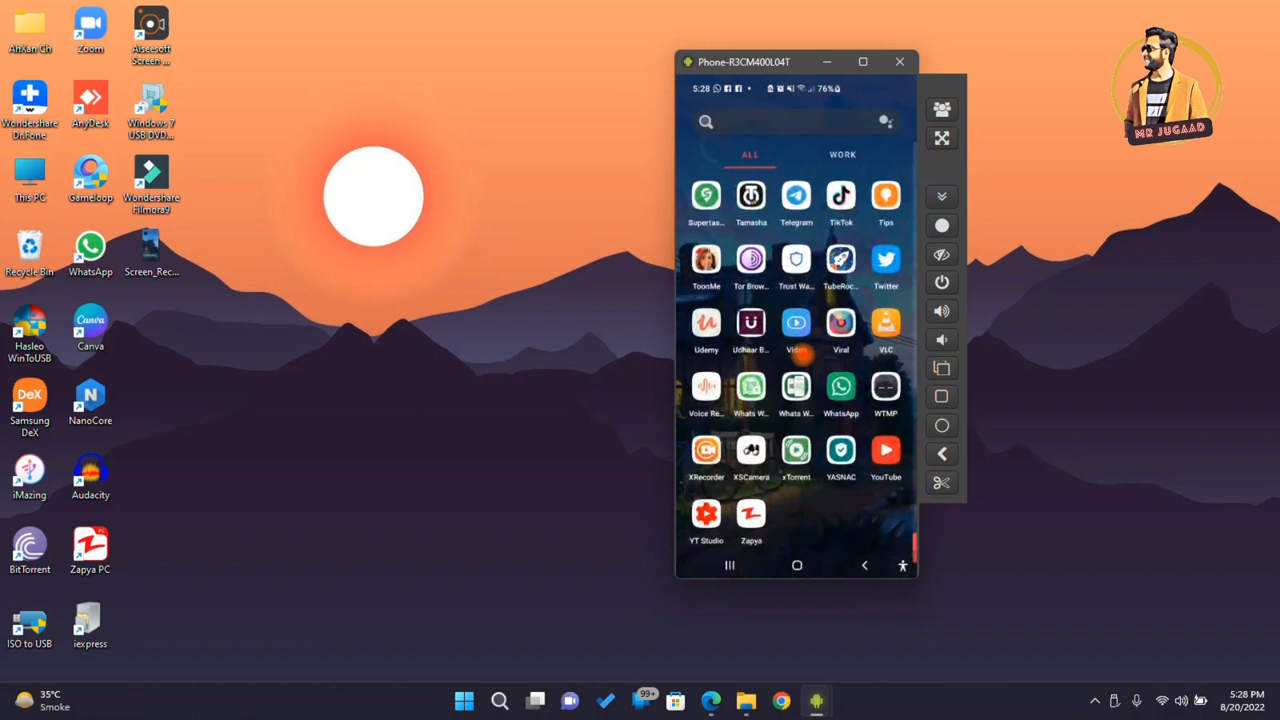 AhXan Ch
Zoom
Aiseesoft
Screen ...
Wondershare
Dr.Fone
AnyDesk
Windows 7
USB DVD...
This PC
Gameloop
Wondershare
Filmora9
Recycle Bin
WhatsApp
Screen_Rec...
Hasleo
WinToUSB
Canva
Samsung
DeX
NanoCore
iMazing
Audacity
BitTorrent
Zapya PC
ISO to USB
iexpress
Phone-R3CM400L04T
5:28
76%
ALL
WORK
Supertas...
Tamasha
Telegram
TikTok
Tips
ToonMe
Tor Brow...
Trust Wa...
TubeRoc...
Twitter
Udemy
Udhaar B...
Viral
VLC
Voice Re...
Whats W...
Whats W...
WhatsApp
WTMP
XRecorder
XSCamera
xTorrent
YASNAC
YouTube
YT Studio
Zapya
MR JUGAAD
35°C
Smoke
99+
5:28 PM
8/20/2022